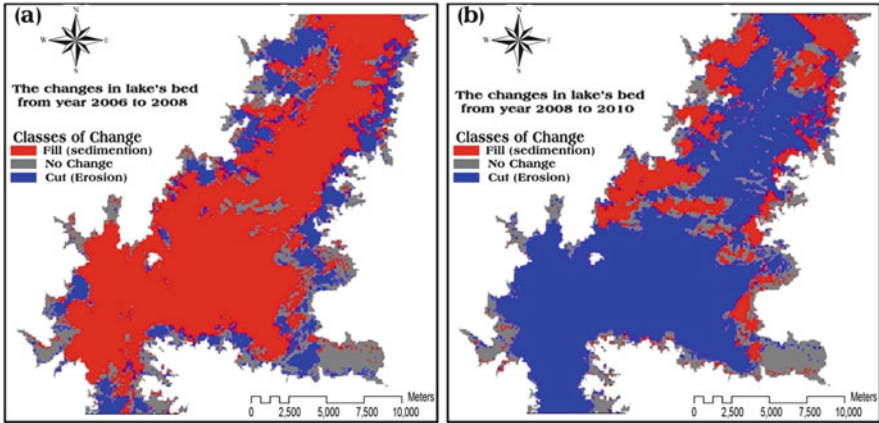 (a)
N
W E
S
The changes in lake's bed
from year 2006 to 2008
Classes of Change
Fill (sedimention)
No Change
Cut (Erosion)
Meters
0 2,500 5,000 7,500 10,000
(b)
N
W E
S
The changes in lake's bed
from year 2008 to 2010
Classes of Change
Fill (sedimention)
No Change
Cut (Erosion)
Meters
0 2,500 5,000 7,500 10,000